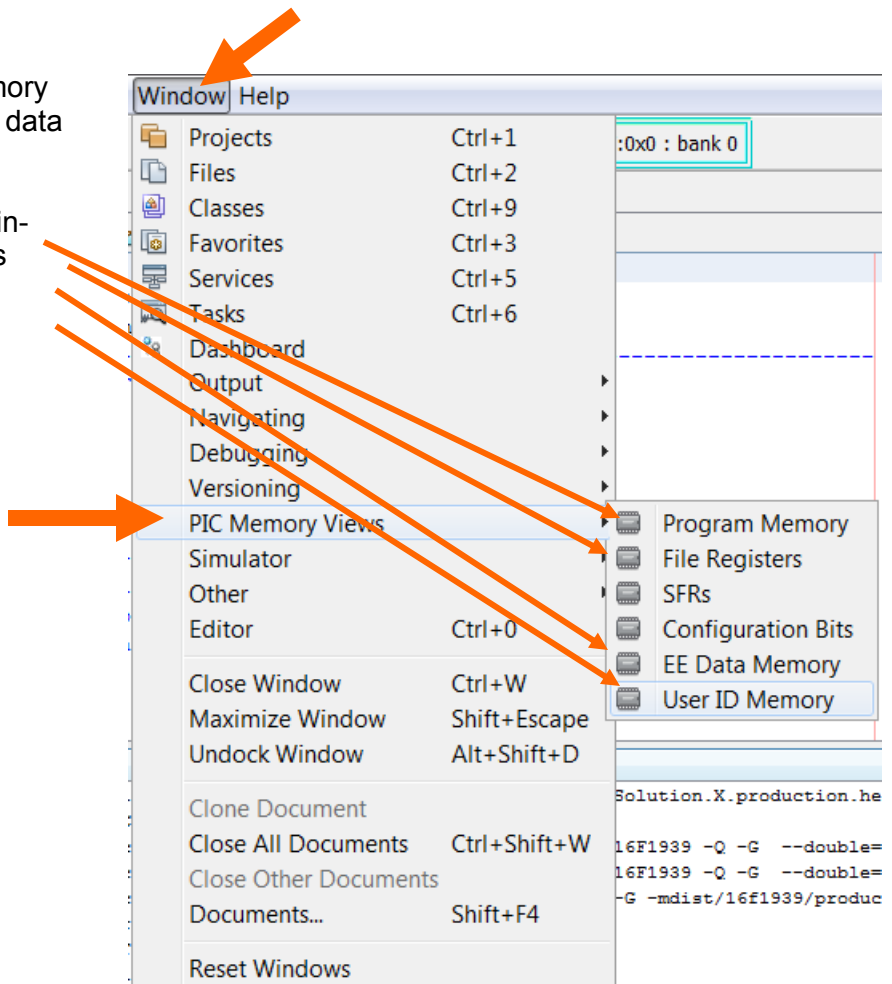 data
Window Help
:0x0 : bank 0
Projects Ctrl+1
Files Ctrl+2
Classes Ctrl+9
Favorites Ctrl+3
Services Ctrl+5
Tasks Ctrl+6
Dashboard
Output
Navigating
Debugging
Versioning
PIC Memory Views
Simulator
Other
Editor Ctrl+0
Close Window Ctrl+W
Maximize Window Shift+Escape
Undock Window Alt+Shift+D
Clone Document
Close All Documents Ctrl+Shift+W
Close Other Documents
Documents... Shift+F4
Reset Windows
Program Memory
File Registers
SFRs
Configuration Bits
EE Data Memory
User ID Memory
Solution.X.production.he
16F1939 -Q -G --double=
16F1939 -Q -G --double=
-G -mdist/16f1939/produc